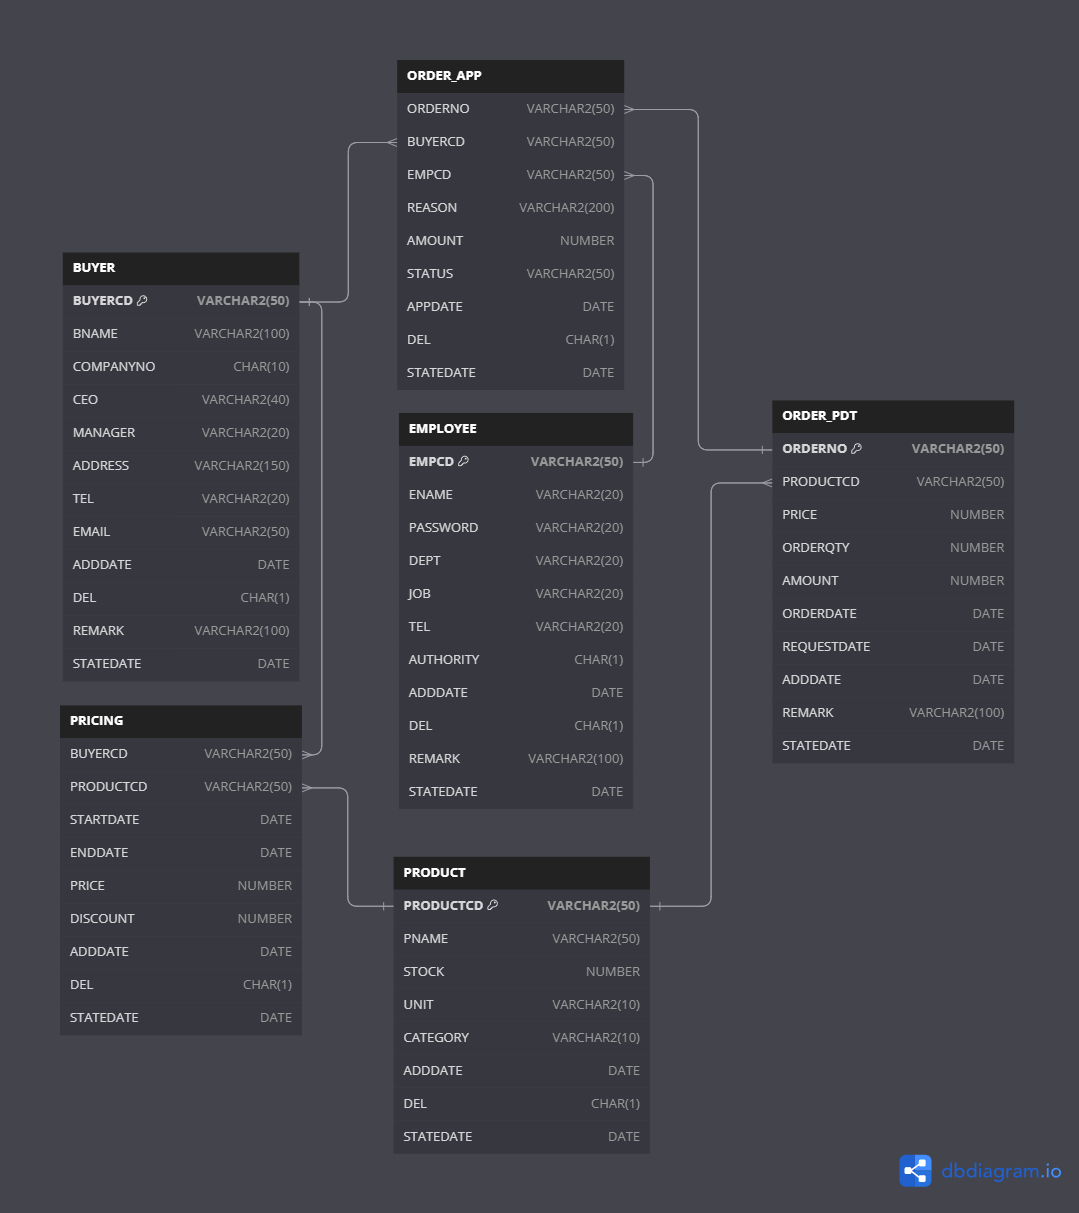 ORDER_APP
ORDERNO VARCHAR2(50)
BUYERCD VARCHAR2(50)
EMPCD VARCHAR2(50)
REASON VARCHAR2(200)
AMOUNT NUMBER
STATUS VARCHAR2(50)
APPDATE DATE
DEL CHAR(1)
STATEDATE DATE
BUYER
BUYERCD VARCHAR2(50)
BNAME VARCHAR2(100)
COMPANYNO CHAR(10)
CEO VARCHAR2(40)
MANAGER VARCHAR2(20)
ADDRESS VARCHAR2(150)
TEL VARCHAR2(20)
EMAIL VARCHAR2(50)
ADDDATE DATE
DEL CHAR(1)
REMARK VARCHAR2(100)
STATEDATE DATE
EMPLOYEE
EMPCD VARCHAR2(50)
ENAME VARCHAR2(20)
PASSWORD VARCHAR2(20)
DEPT VARCHAR2(20)
JOB VARCHAR2(20)
TEL VARCHAR2(20)
AUTHORITY CHAR(1)
ADDDATE DATE
DEL CHAR(1)
REMARK VARCHAR2(100)
STATEDATE DATE
ORDER_PDT
ORDERNO VARCHAR2(50)
PRODUCTCD VARCHAR2(50)
PRICE NUMBER
ORDERQTY NUMBER
AMOUNT NUMBER
ORDERDATE DATE
REQUESTDATE DATE
ADDDATE DATE
REMARK VARCHAR2(100)
STATEDATE DATE
PRICING
BUYERCD VARCHAR2(50)
PRODUCTCD VARCHAR2(50)
STARTDATE DATE
ENDDATE DATE
PRICE NUMBER
DISCOUNT NUMBER
ADDDATE DATE
DEL CHAR(1)
STATEDATE DATE
PRODUCT
PRODUCTCD VARCHAR2(50)
PNAME VARCHAR2(50)
STOCK NUMBER
UNIT VARCHAR2(10)
CATEGORY VARCHAR2(10)
ADDDATE DATE
DEL CHAR(1)
STATEDATE DATE
dbdiagram.io